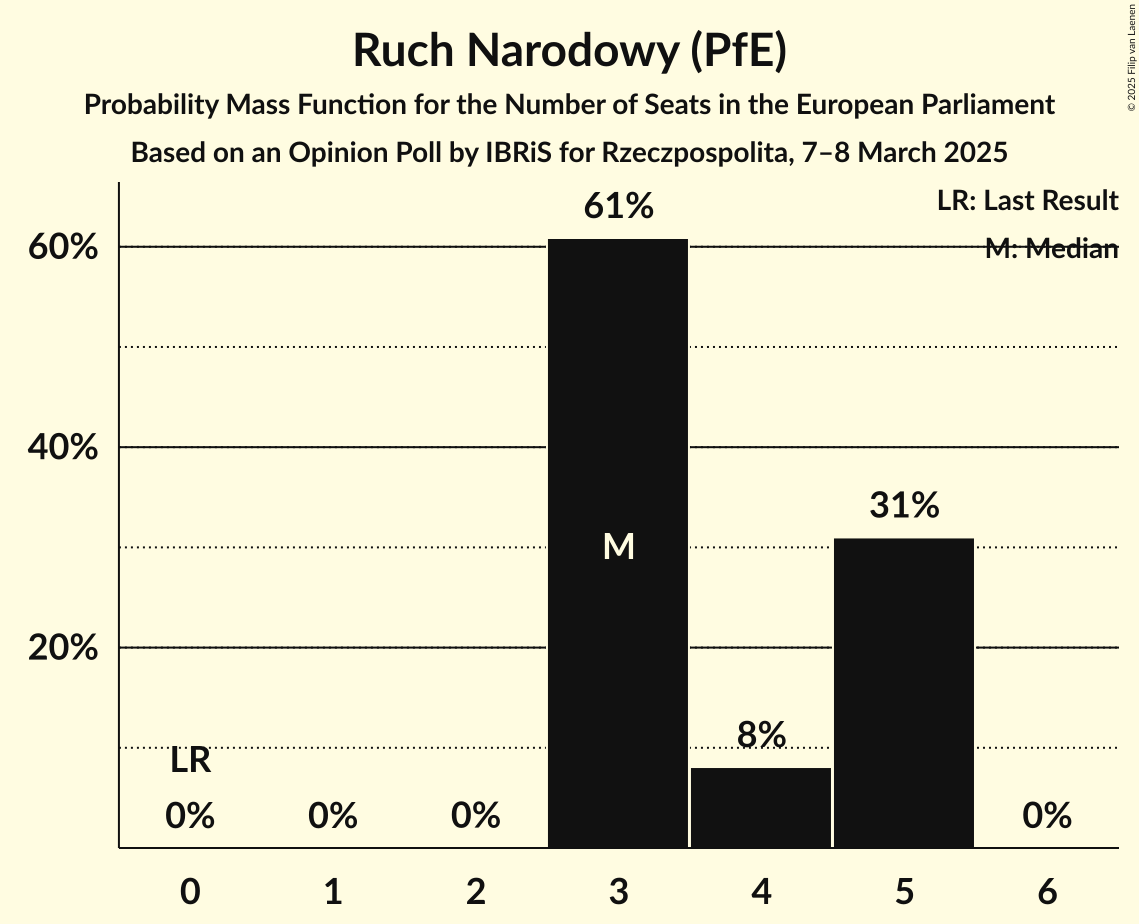 Ruch Narodowy (PfE)
Probability Mass Function for the Number of Seats in the European Parliament
Based on an Opinion Poll by IBRiS for Rzeczpospolita, 7–8 March 2025
© 2025 Filip van Laenen
LR: Last Result
M: Median
61%
60%
40%
31%
M
20%
8%
LR
0%
0%
0%
0%
0 1 2 3 4 5 6